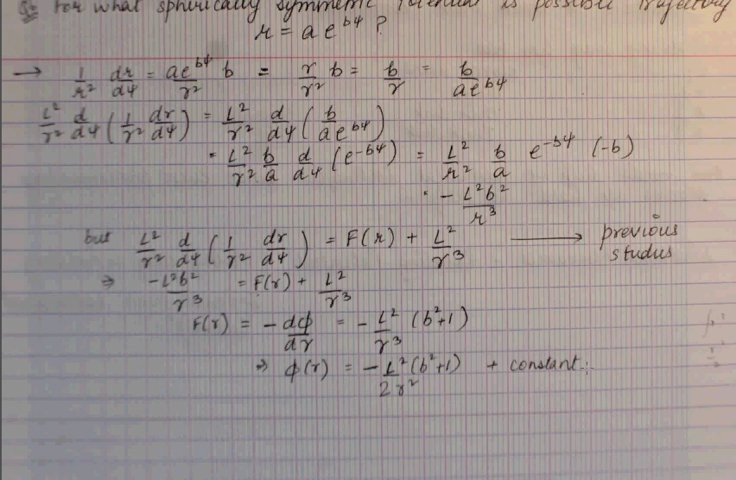 Q: For what spherically symmetric potential is possible trajectory
r = a e^{bψ} ?
→ 1/r² dr/dψ = ae^{bψ}/r² b = r/r² b = b/r = b/ae^{bψ}
L²/r² d/dψ (1/r² dr/dψ) = L²/r² d/dψ (b/ae^{bψ})
= L²/r² b/a d/dψ (e^{-bψ}) = L²/r² b/a e^{-bψ} (-b)
= - L²b²/r³
but L²/r² d/dψ (1/r² dr/dψ) = F(r) + L²/r³ → previous
studus
⇒ -L²b²/r³ = F(r) + L²/r³
F(r) = - dϕ/dr = - L²/r³ (b²+1)
⇒ ϕ(r) = - L²(b²+1)/2r² + constant.